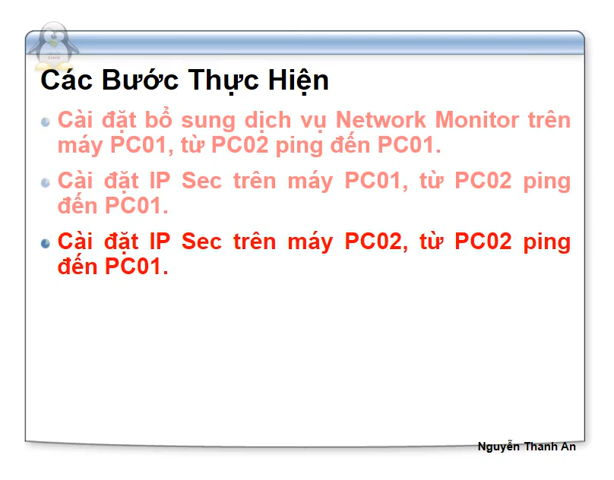 Các Bước Thực Hiện
Cài đặt bổ sung dịch vụ Network Monitor trên
máy PC01, từ PC02 ping đến PC01.
Cài đặt IP Sec trên máy PC01, từ PC02 ping
đến PC01.
Cài đặt IP Sec trên máy PC02, từ PC02 ping
đến PC01.
Nguyễn Thanh An